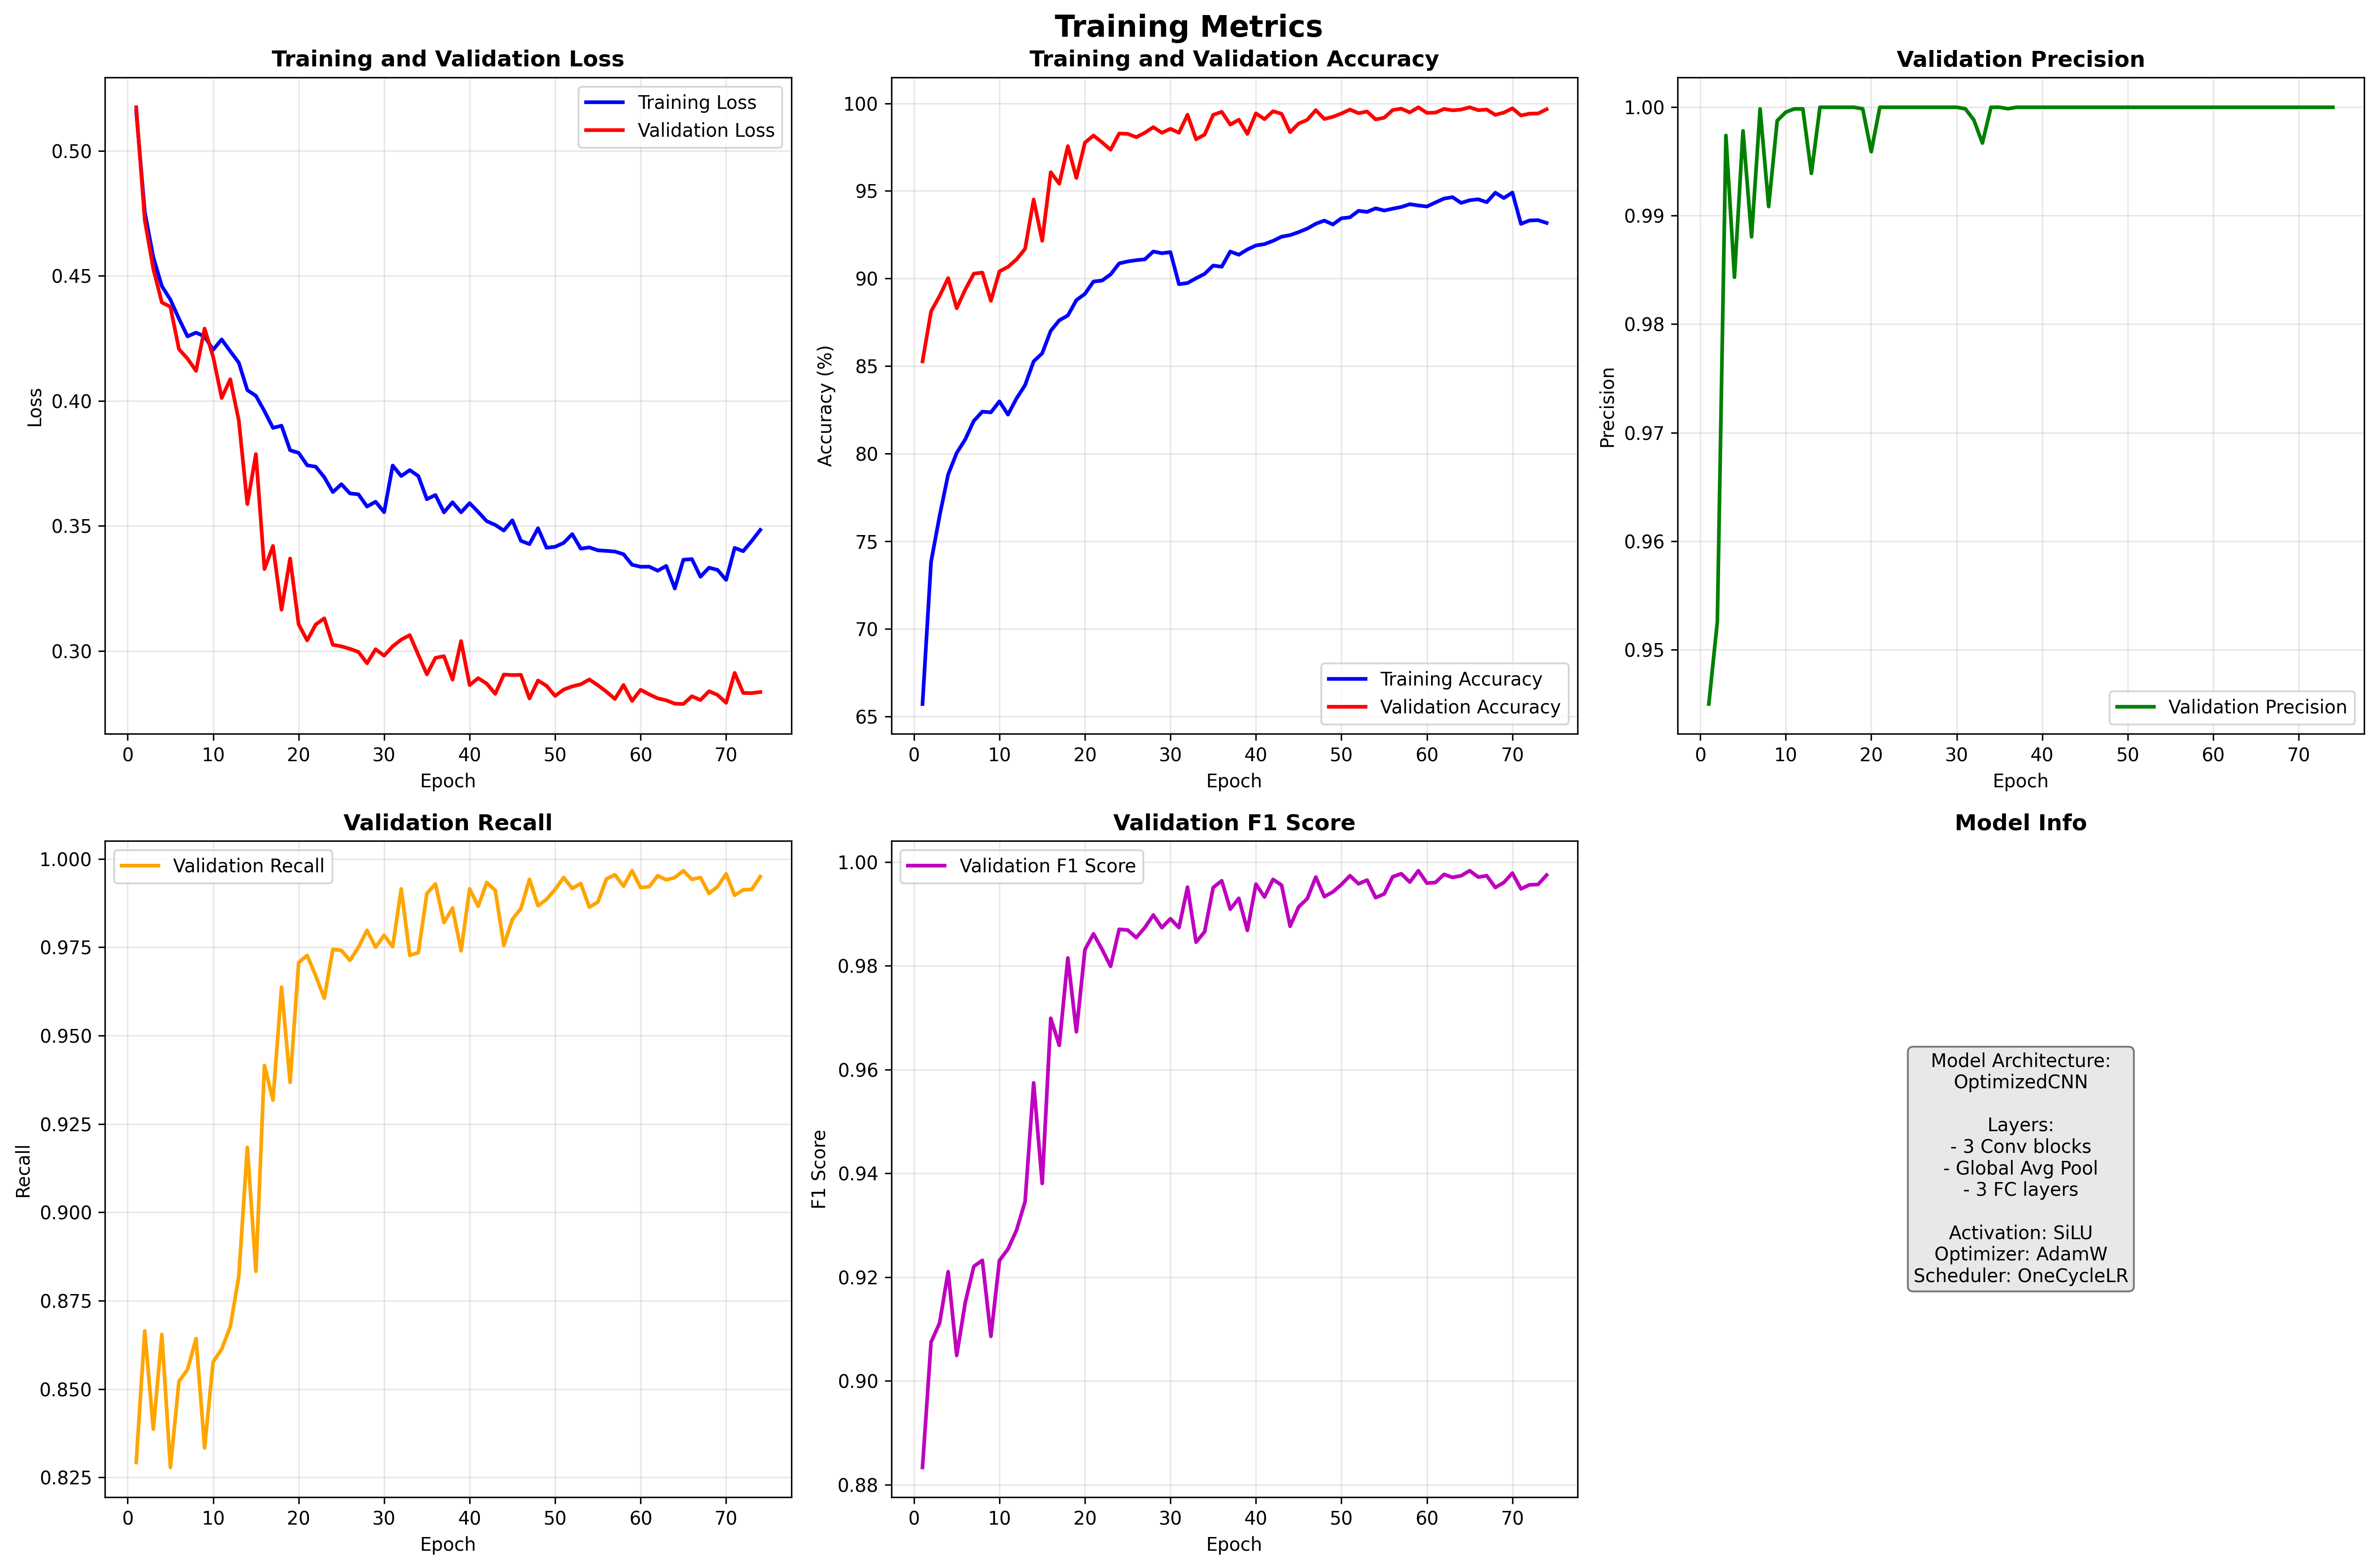 Training Metrics
Training and Validation Loss
Training Loss
Validation Loss
0.50
0.45
0.40
0.35
0.30
Loss
0 10 20 30 40 50 60 70
Epoch
Training and Validation Accuracy
100
95
90
85
80
75
70
65
Accuracy (%)
Training Accuracy
Validation Accuracy
0 10 20 30 40 50 60 70
Epoch
Validation Precision
1.00
0.99
0.98
0.97
0.96
0.95
Precision
Validation Precision
0 10 20 30 40 50 60 70
Epoch
Validation Recall
Validation Recall
1.000
0.975
0.950
0.925
0.900
0.875
0.850
0.825
Recall
0 10 20 30 40 50 60 70
Epoch
Validation F1 Score
Validation F1 Score
1.00
0.98
0.96
0.94
0.92
0.90
0.88
F1 Score
0 10 20 30 40 50 60 70
Epoch
Model Info
Model Architecture:
OptimizedCNN
Layers:
- 3 Conv blocks
- Global Avg Pool
- 3 FC layers
Activation: SiLU
Optimizer: AdamW
Scheduler: OneCycleLR